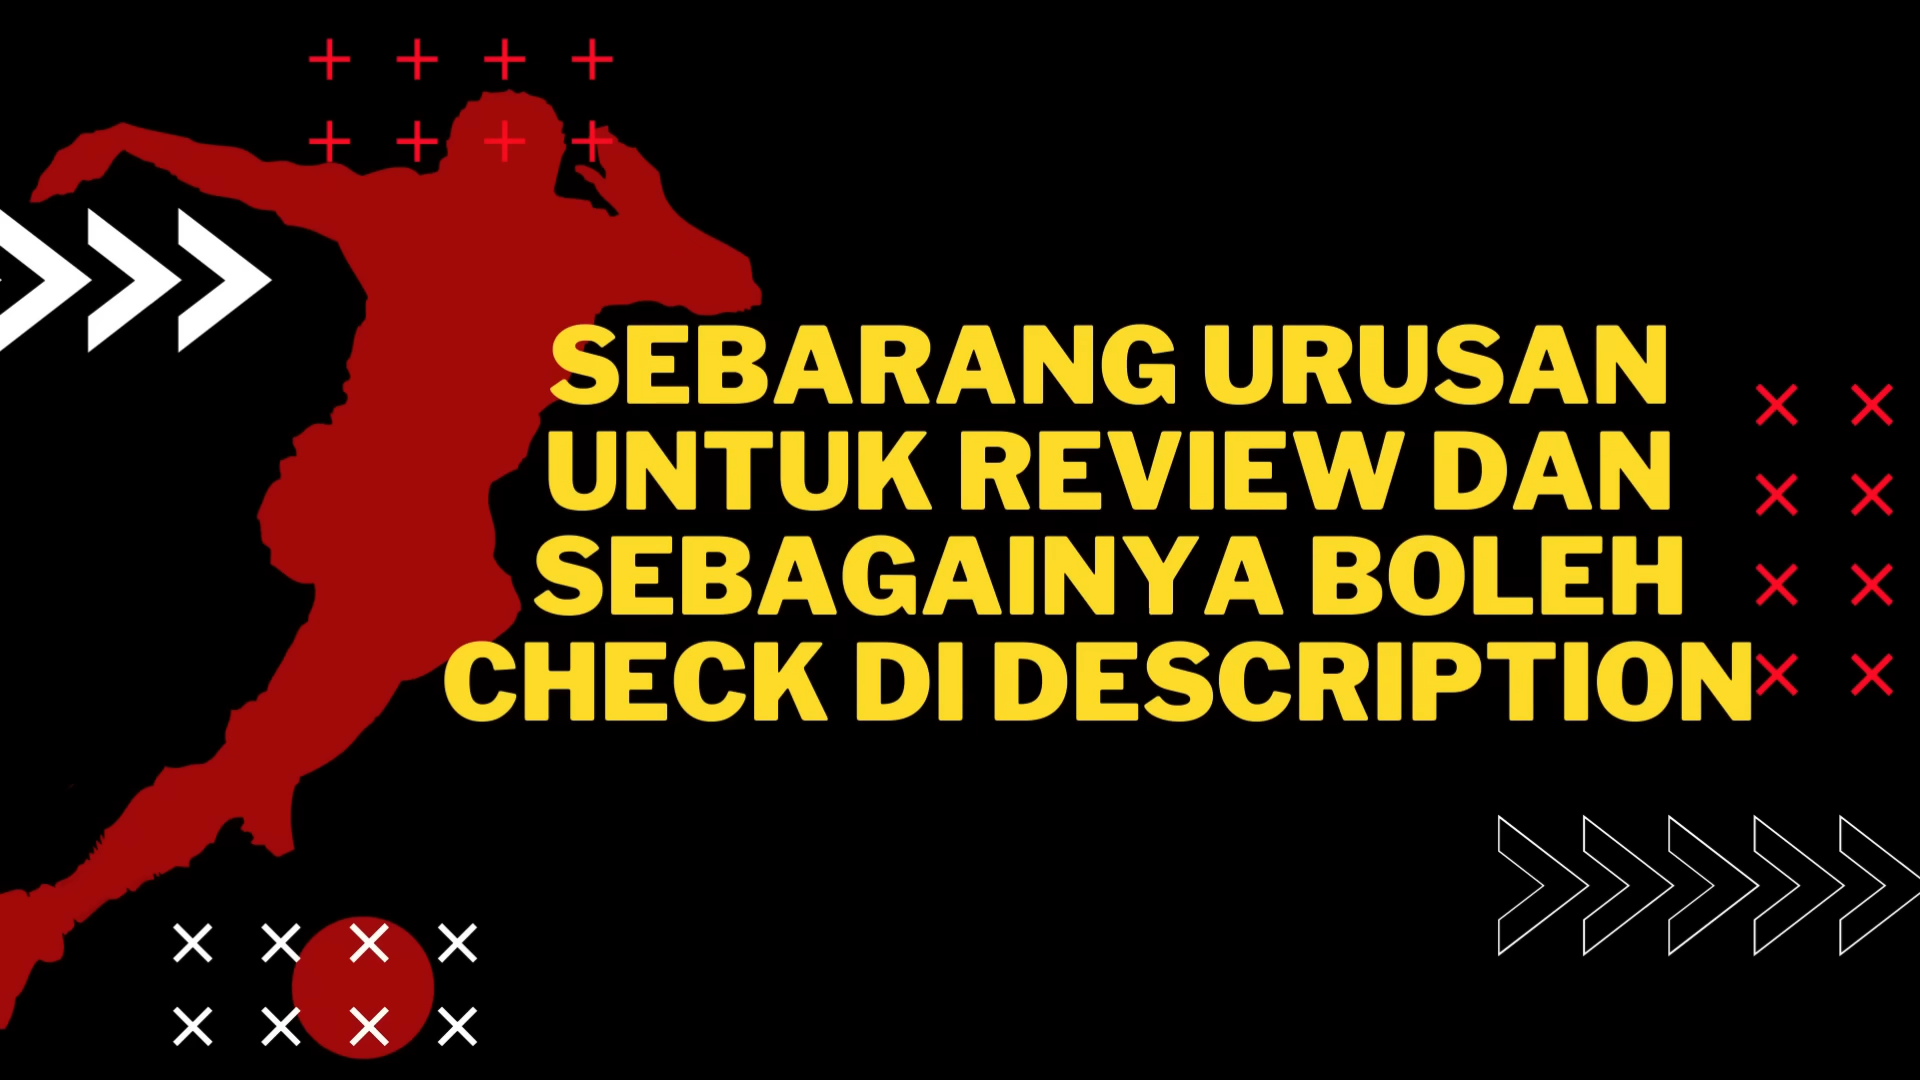 SEBARANG URUSAN
UNTUK REVIEW DAN
SEBAGAINYA BOLEH
CHECK DI DESCRIPTION